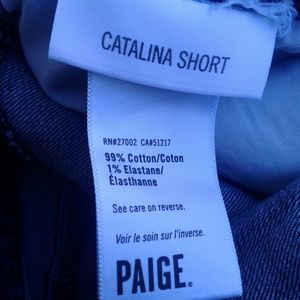 CATALINA SHORT
RN#27002 CA#51217
99% Cotton/Coton
1% Elastane/
Élasthanne
See care on reverse.
Voir le soin sur l'inverse.
PAIGE®